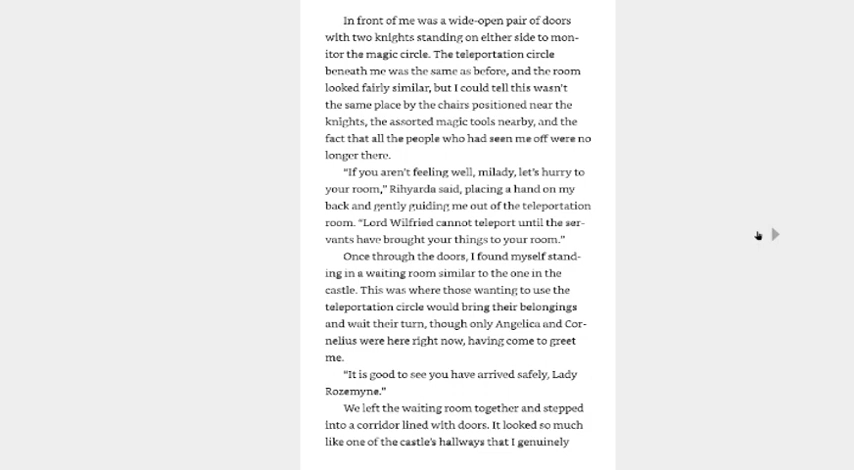 In front of me was a wide-open pair of doors
with two knights standing on either side to mon-
itor the magic circle. The teleportation circle
beneath me was the same as before, and the room
looked fairly similar, but I could tell this wasn't
the same place by the chairs positioned near the
knights, the assorted magic tools nearby, and the
fact that all the people who had seen me off were no
longer there.
“If you aren't feeling well, milady, let's hurry to
your room,” Rihyarda said, placing a hand on my
back and gently guiding me out of the teleportation
room. “Lord Wilfried cannot teleport until the ser-
vants have brought your things to your room.”
Once through the doors, I found myself stand-
ing in a waiting room similar to the one in the
castle. This was where those wanting to use the
teleportation circle would bring their belongings
and wait their turn, though only Angelica and Cor-
nelius were here right now, having come to greet
me.
“It is good to see you have arrived safely, Lady
Rozemyne.”
We left the waiting room together and stepped
into a corridor lined with doors. It looked so much
like one of the castle's hallways that I genuinely